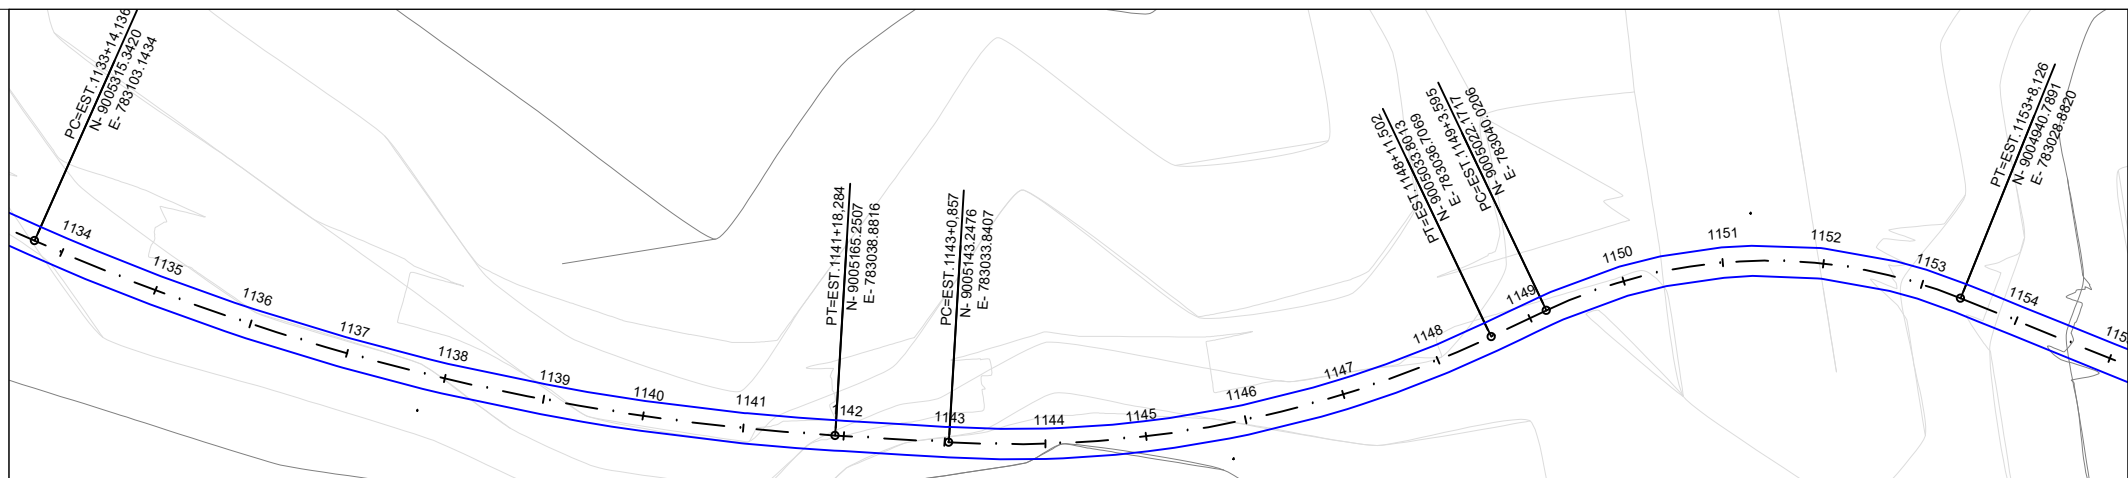 PC=EST.1133+14,136
N- 9005315.3420
E- 783103.1434
1134
1135
1136
1137
1138
1139
1140
1141
PT=EST.1141+18,284
N- 9005165.2507
E- 783038.8816
1142
PC=EST.1143+0,857
N- 9005143.2476
E- 783033.8407
1143
1144
1145
1146
1147
1148
PT=EST.1148+11,502
N- 9005033.8013
E- 783036.7069
PC=EST.1149+3,595
N- 9005022.1717
E- 783040.0206
1149
1150
1151
1152
1153
PT=EST.1153+8,126
N- 9004940.7891
E- 783028.8820
1154